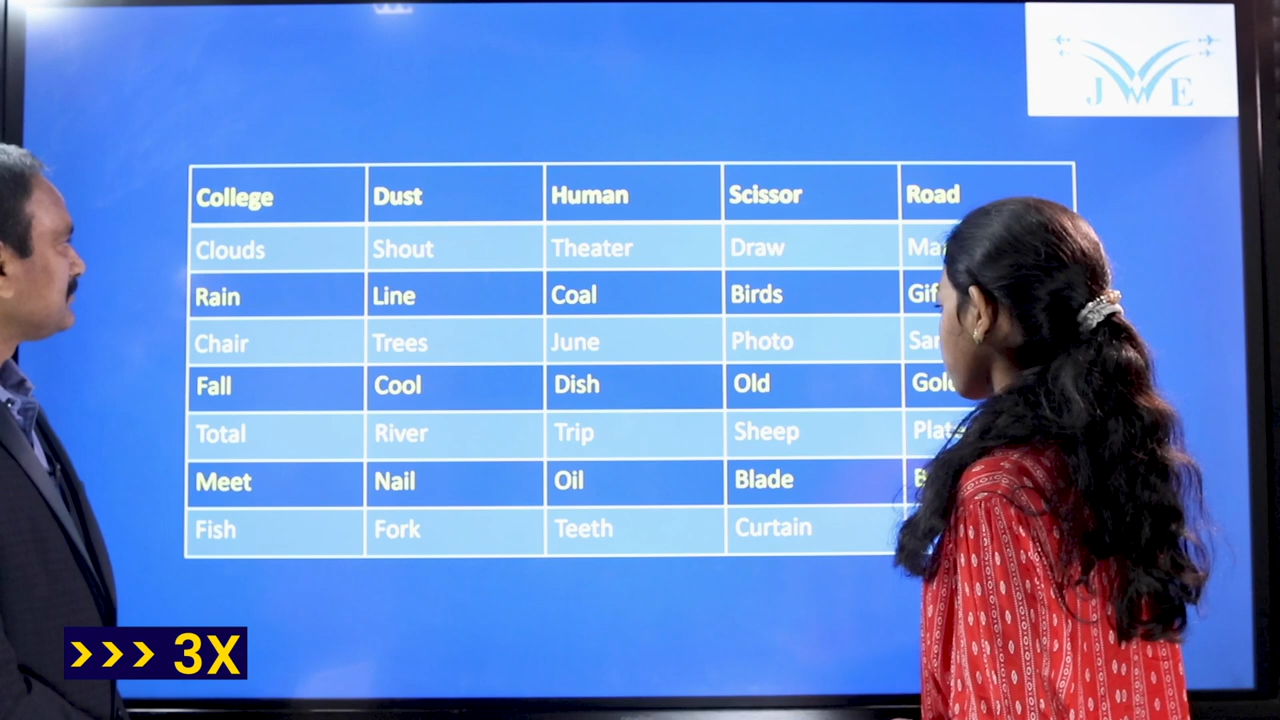 JWE
College Dust Human Scissor Road
Clouds Shout Theater Draw
Rain Line Coal Birds
Chair Trees June Photo
Fall Cool Dish Old
Total River Trip Sheep
Meet Nail Oil Blade
Fish Fork Teeth Curtain
>>> 3X